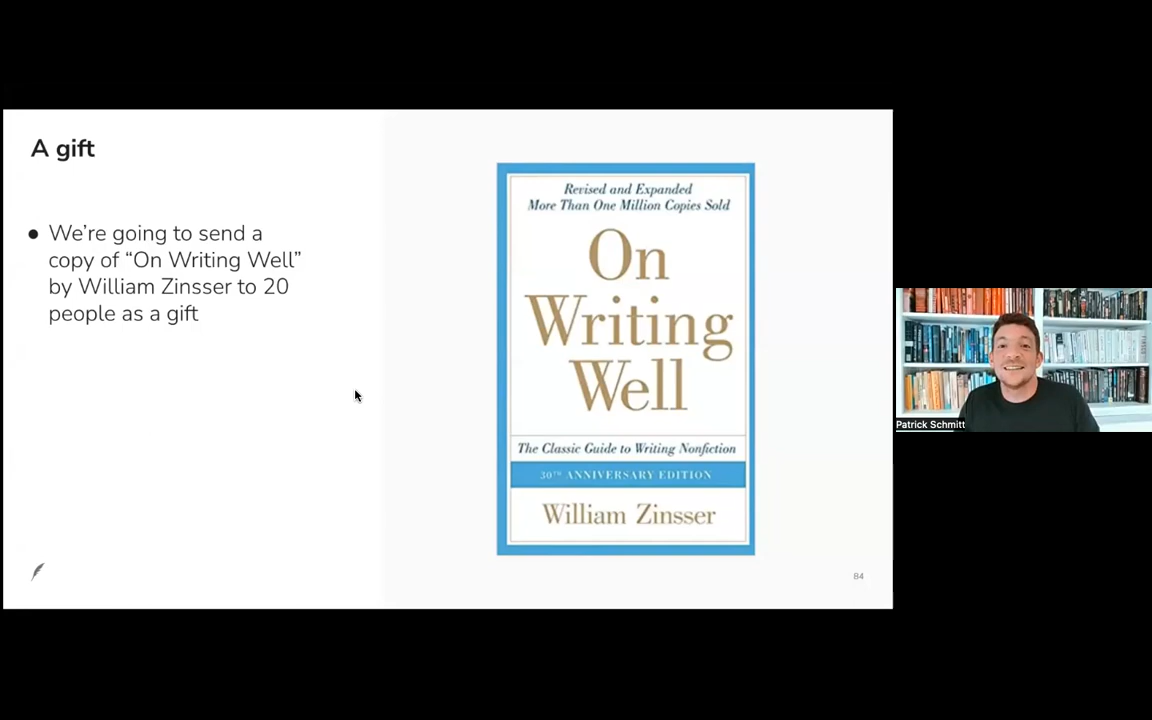 A gift
● We’re going to send a
copy of “On Writing Well”
by William Zinsser to 20
people as a gift
Revised and Expanded
More Than One Million Copies Sold
On
Writing
Well
The Classic Guide to Writing Nonfiction
30TH ANNIVERSARY EDITION
William Zinsser
84
Patrick Schmitt